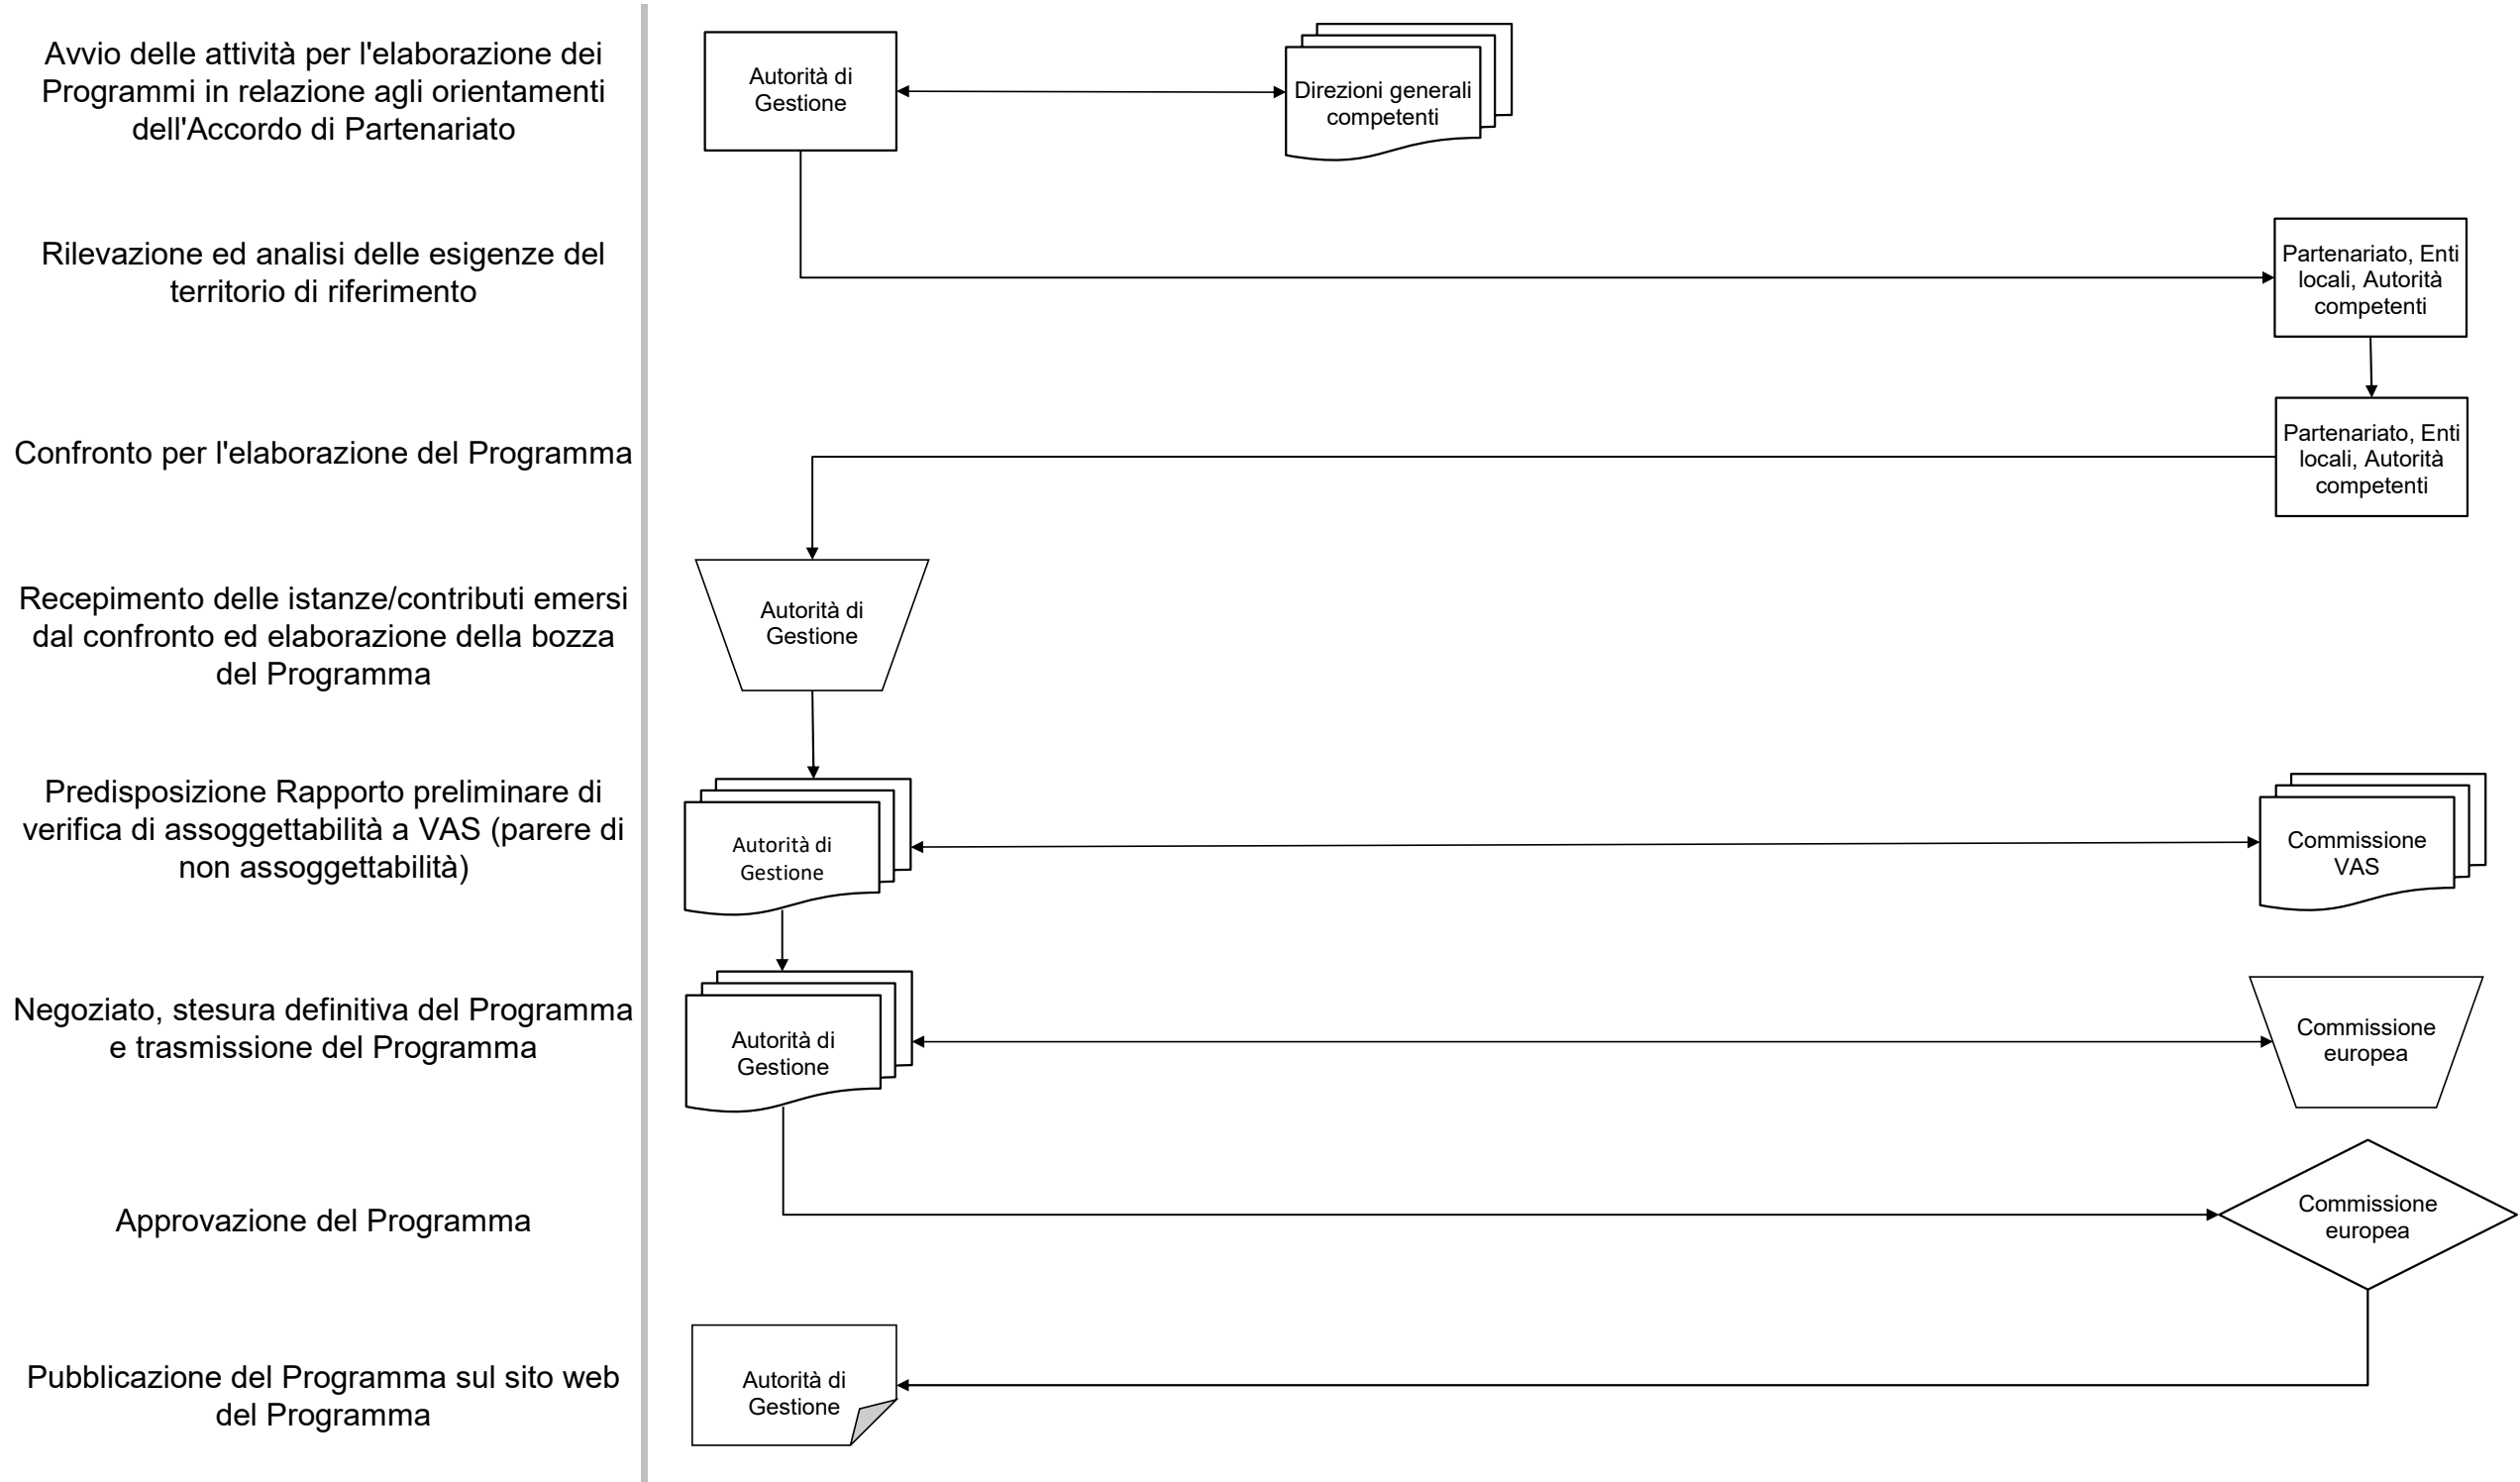 Avvio delle attività per l'elaborazione dei
Programmi in relazione agli orientamenti
dell'Accordo di Partenariato
Autorità di
Gestione
Direzioni generali
competenti
Rilevazione ed analisi delle esigenze del
territorio di riferimento
Partenariato, Enti
locali, Autorità
competenti
Confronto per l'elaborazione del Programma
Partenariato, Enti
locali, Autorità
competenti
Recepimento delle istanze/contributi emersi
dal confronto ed elaborazione della bozza
del Programma
Autorità di
Gestione
Predisposizione Rapporto preliminare di
verifica di assoggettabilità a VAS (parere di
non assoggettabilità)
Autorità di
Gestione
Commissione
VAS
Negoziato, stesura definitiva del Programma
e trasmissione del Programma
Autorità di
Gestione
Commissione
europea
Approvazione del Programma
Commissione
europea
Pubblicazione del Programma sul sito web
del Programma
Autorità di
Gestione